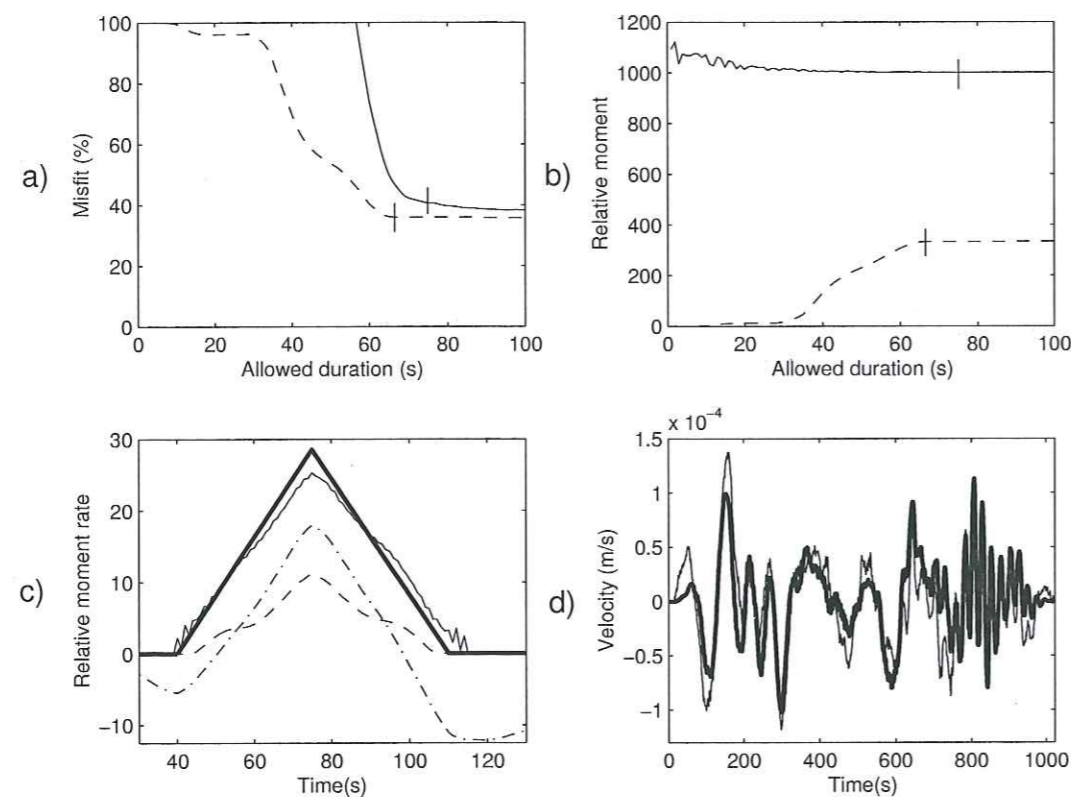 a)
Misfit (%)
100
80
60
40
20
0
0 20 40 60 80 100
Allowed duration (s)
b)
Relative moment
1200
1000
800
600
400
200
0
0 20 40 60 80 100
Allowed duration (s)
c)
Relative moment rate
30
20
10
0
−10
40 60 80 100 120
Time(s)
d)
Velocity (m/s)
x 10⁻⁴
1.5
1
0.5
0
−0.5
−1
0 200 400 600 800 1000
Time(s)